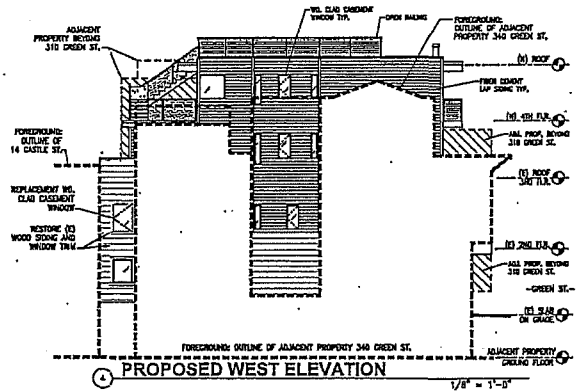 WD. CLAD CASEMENT
WINDOW TYP.
OPEN RAILING
FOREGROUND:
OUTLINE OF ADJACENT
PROPERTY 340 GREEN ST.
ADJACENT
PROPERTY BEYOND
310 GREEN ST.
(N) ROOF
FIBER CEMENT
LAP SIDING TYP.
(N) 4TH FLR.
FOREGROUND:
OUTLINE OF
14 CASTLE ST.
ADJ. PROP. BEYOND
318 GREEN ST.
(E) ROOF
3RD FLR.
REPLACEMENT WD.
CLAD CASEMENT
WINDOW
RESTORE (E)
WOOD SIDING AND
WINDOW TRIM
(E) 2ND FLR.
ADJ. PROP. BEYOND
310 GREEN ST.
-GREEN ST.-
(E) SLAB
ON GRADE
FOREGROUND: OUTLINE OF ADJACENT PROPERTY 340 GREEN ST.
ADJACENT PROPERTY
GROUND FLOOR
4 PROPOSED WEST ELEVATION
1/8" = 1'-0"